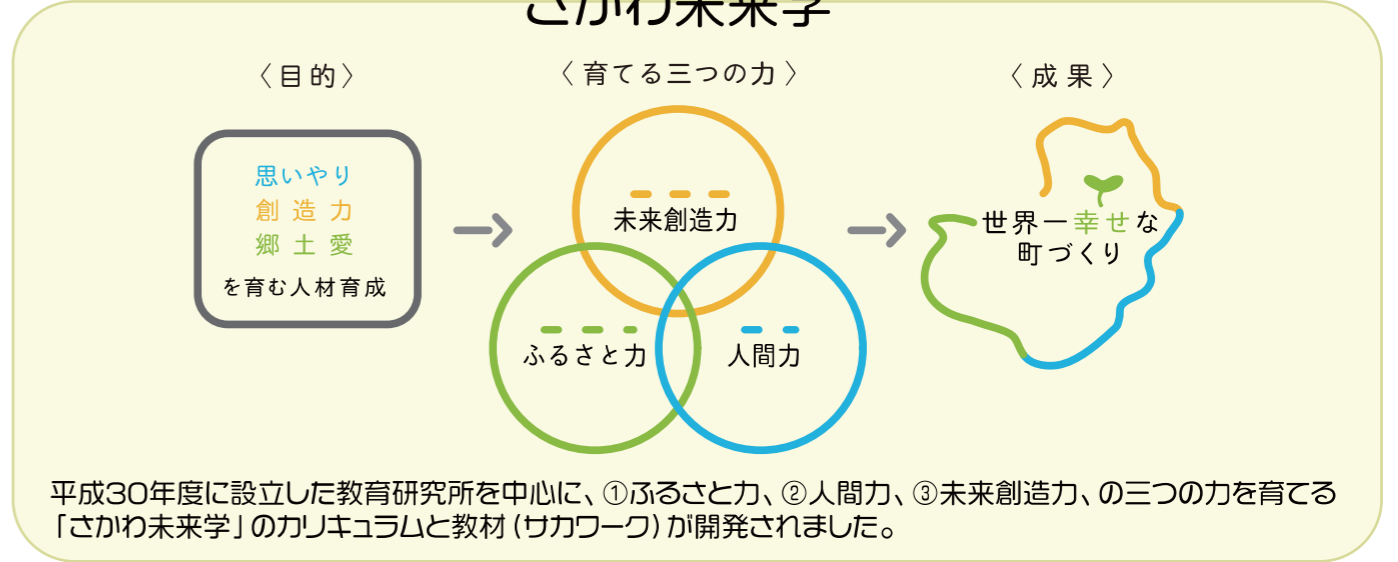 さかわ未来学
〈目的〉
〈育てる三つの力〉
〈成果〉
思いやり
創造力
郷土愛
を育む人材育成
未来創造力
ふるさと力
人間力
世界一幸せな
町づくり
平成30年度に設立した教育研究所を中心に、①ふるさと力、②人間力、③未来創造力、の三つの力を育てる
「さかわ未来学」のカリキュラムと教材(サカワーク)が開発されました。